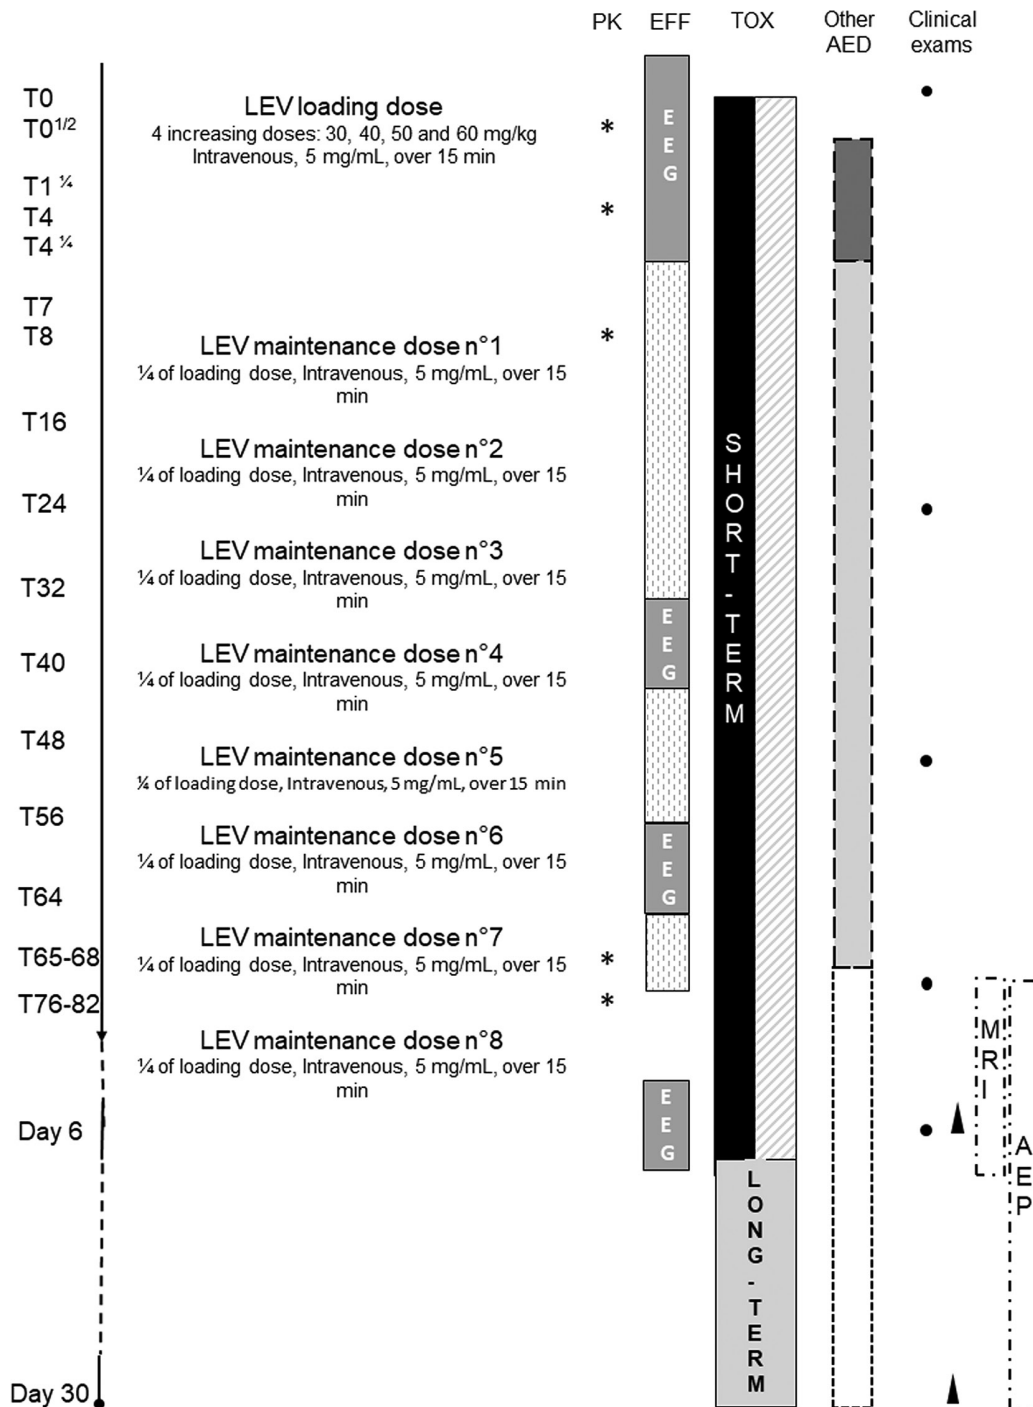 PK EFF TOX Other AED Clinical exams
T0
T0 1/2
T1 ¼
T4
T4 ¼
T7
T8
T16
T24
T32
T40
T48
T56
T64
T65-68
T76-82
Day 6
Day 30
LEV loading dose
4 increasing doses: 30, 40, 50 and 60 mg/kg
Intravenous, 5 mg/mL, over 15 min
LEV maintenance dose n°1
¼ of loading dose, Intravenous, 5 mg/mL, over 15
min
LEV maintenance dose n°2
¼ of loading dose, Intravenous, 5 mg/mL, over 15
min
LEV maintenance dose n°3
¼ of loading dose, Intravenous, 5 mg/mL, over 15
min
LEV maintenance dose n°4
¼ of loading dose, Intravenous, 5 mg/mL, over 15
min
LEV maintenance dose n°5
¼ of loading dose, Intravenous, 5 mg/mL, over 15 min
LEV maintenance dose n°6
¼ of loading dose, Intravenous, 5 mg/mL, over 15
min
LEV maintenance dose n°7
¼ of loading dose, Intravenous, 5 mg/mL, over 15
min
LEV maintenance dose n°8
¼ of loading dose, Intravenous, 5 mg/mL, over 15
min
*
*
*
*
*
EEG
EEG
EEG
EEG
SHORT-TERM
LONG-TERM
MRI
AEP